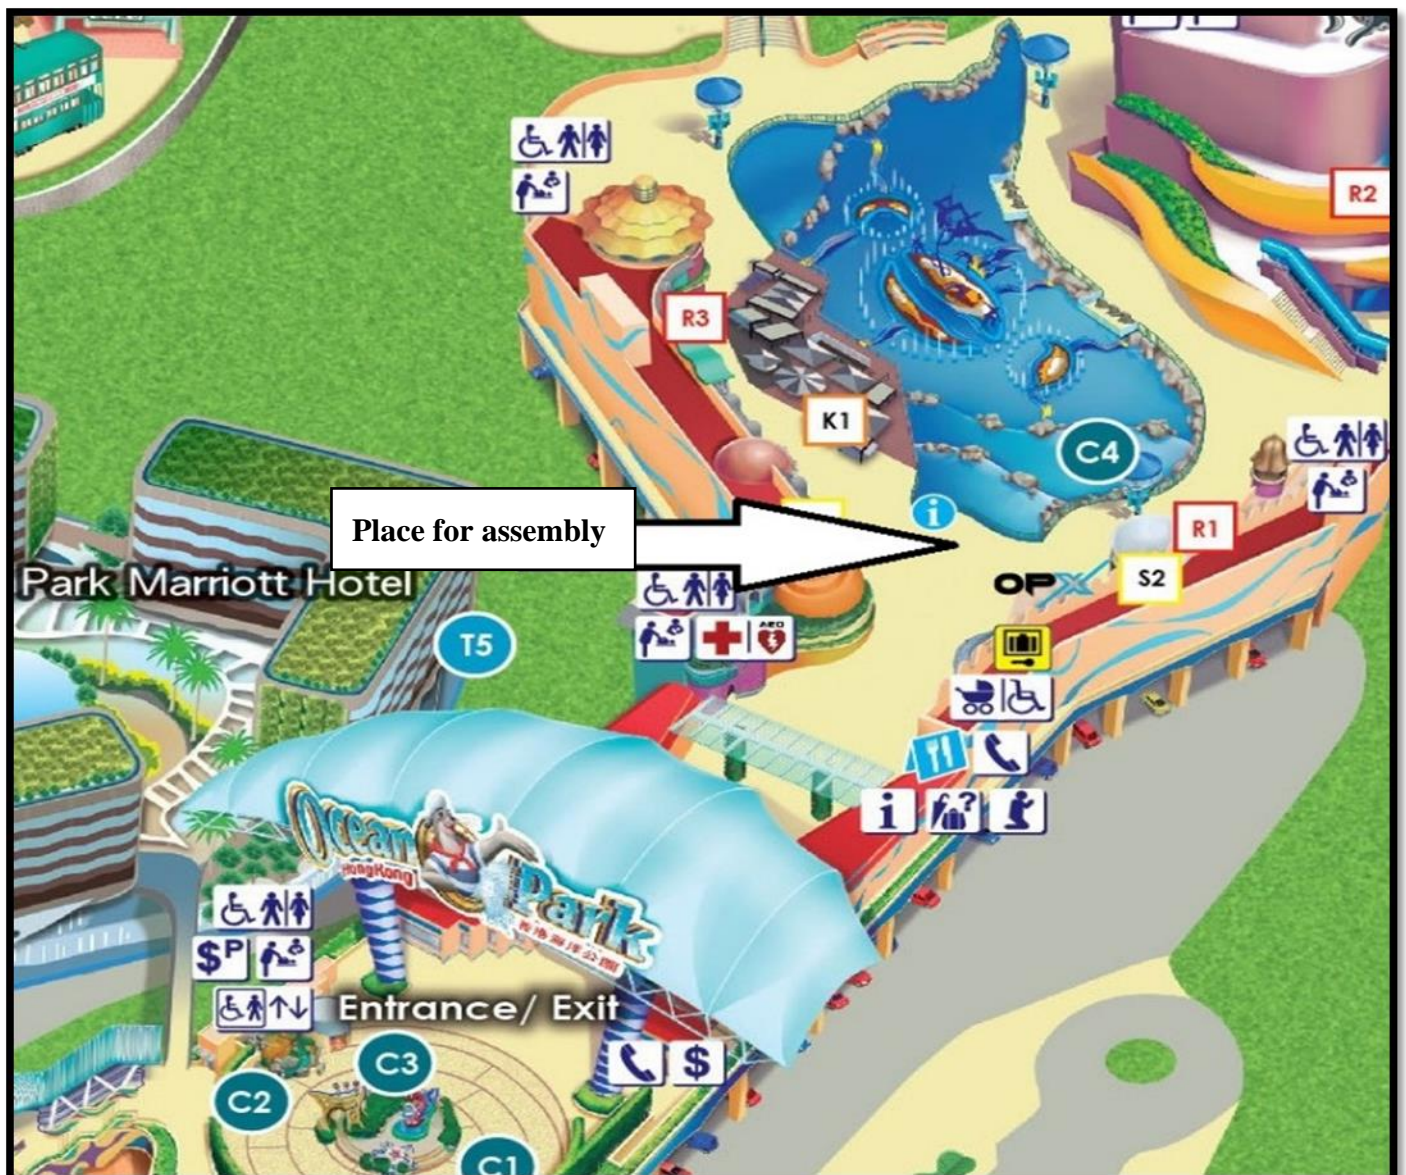 R2
R3
K1
C4
Place for assembly
R1
OPX
S2
Park Marriott Hotel
AED
T5
Ocean
HongKong
Park
香港海洋公園
$P
Entrance/ Exit
C3
$
C2
C1